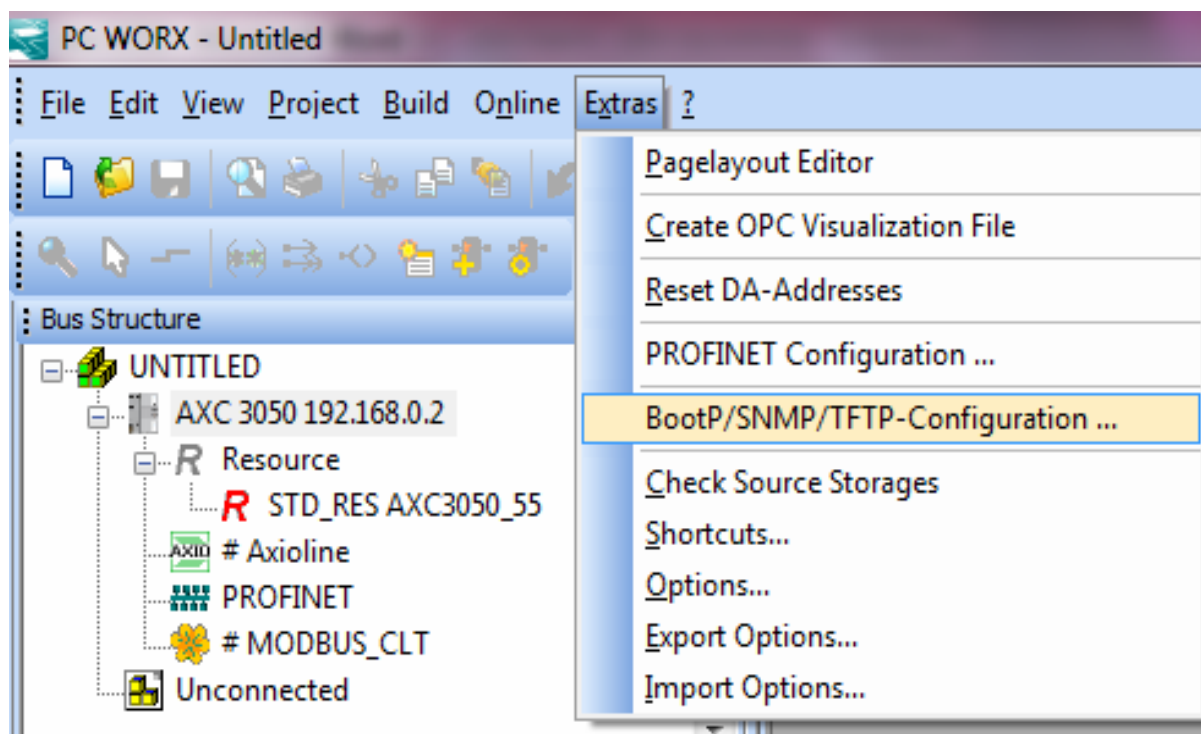 PC WORX - Untitled
File Edit View Project Build Online Extras ?
Pagelayout Editor
Create OPC Visualization File
Reset DA-Addresses
PROFINET Configuration ...
BootP/SNMP/TFTP-Configuration ...
Check Source Storages
Shortcuts...
Options...
Export Options...
Import Options...
Bus Structure
UNTITLED
AXC 3050 192.168.0.2
R Resource
R STD_RES AXC3050_55
AXIO # Axioline
PROFINET
# MODBUS_CLT
Unconnected